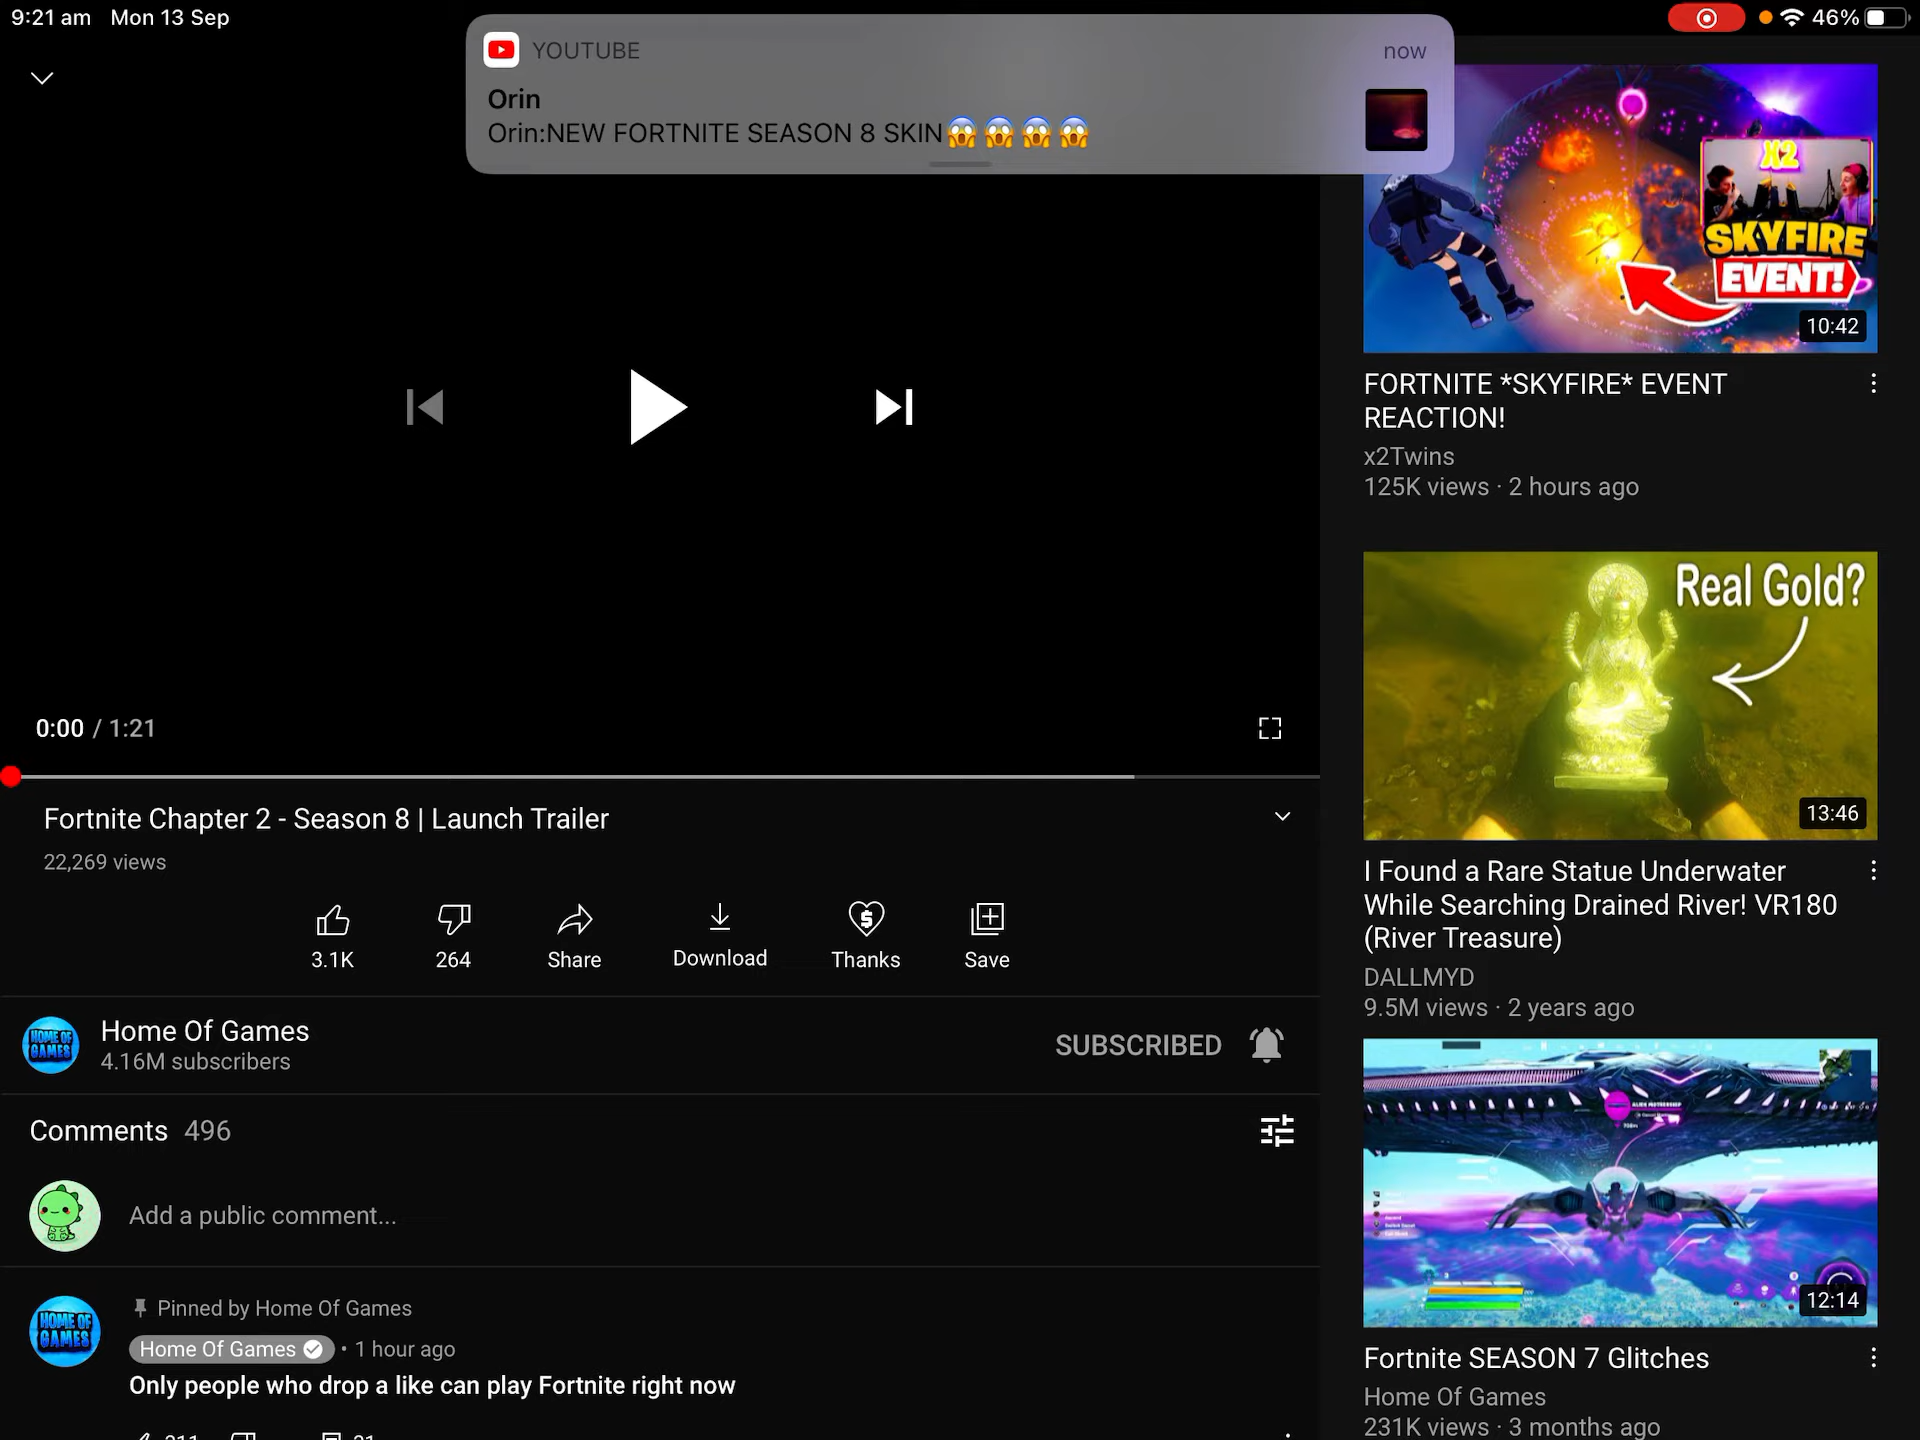 9:21 am Mon 13 Sep
46%
YOUTUBE
now
Orin
Orin:NEW FORTNITE SEASON 8 SKIN😱😱😱😱
0:00 / 1:21
Fortnite Chapter 2 - Season 8 | Launch Trailer
22,269 views
3.1K
264
Share
Download
Thanks
Save
HOME OF
GAMES
Home Of Games
4.16M subscribers
SUBSCRIBED
Comments 496
Add a public comment...
HOME OF
GAMES
Pinned by Home Of Games
Home Of Games • 1 hour ago
Only people who drop a like can play Fortnite right now
X2
SKYFIRE
EVENT!
10:42
FORTNITE *SKYFIRE* EVENT
REACTION!
x2Twins
125K views · 2 hours ago
Real Gold?
13:46
I Found a Rare Statue Underwater
While Searching Drained River! VR180
(River Treasure)
DALLMYD
9.5M views · 2 years ago
ALIEN MOTHERSHIP
12:14
Fortnite SEASON 7 Glitches
Home Of Games
231K views · 3 months ago